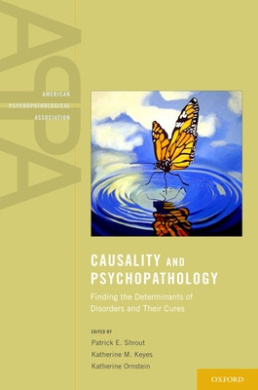 APPA
AMERICAN
PSYCHOPATHOLOGICAL
ASSOCIATION
CAUSALITY AND
PSYCHOPATHOLOGY
Finding the Determinants of
Disorders and Their Cures
EDITED BY
Patrick E. Shrout
Katherine M. Keyes
Katherine Ornstein
OXFORD